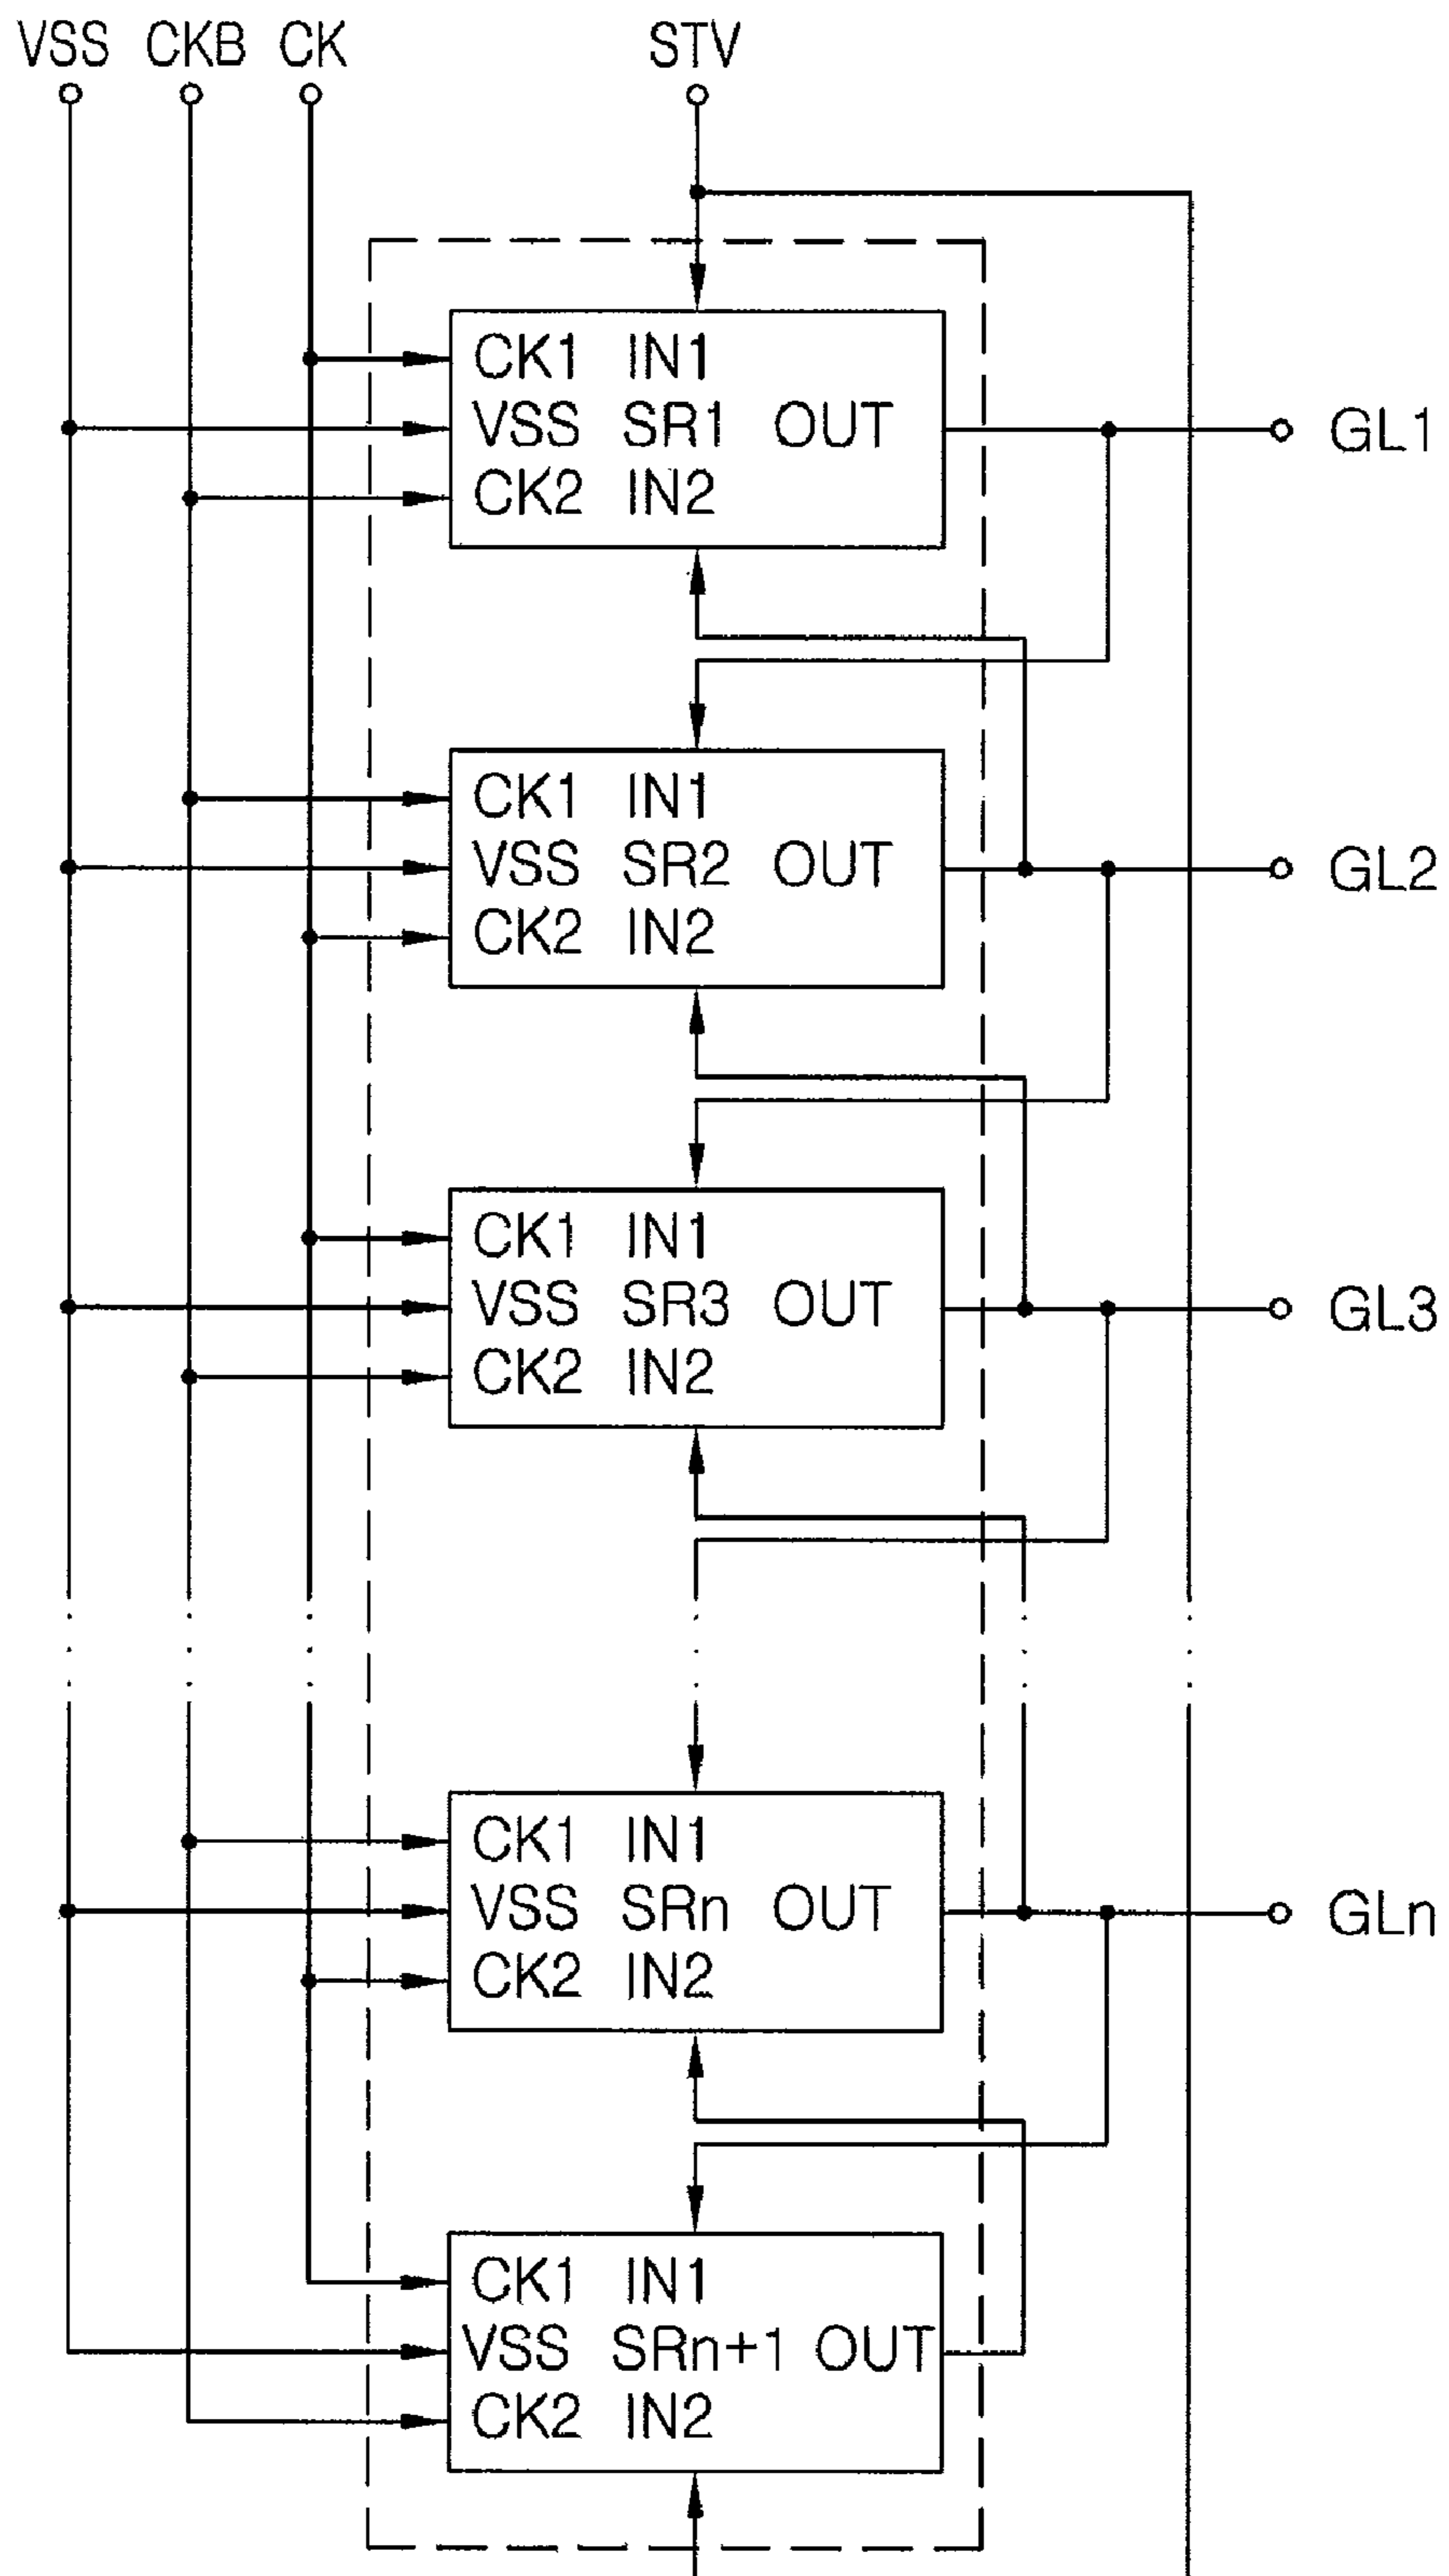 VSS CKB CK STV
CK1 IN1
VSS SR1 OUT GL1
CK2 IN2
CK1 IN1
VSS SR2 OUT GL2
CK2 IN2
CK1 IN1
VSS SR3 OUT GL3
CK2 IN2
CK1 IN1
VSS SRn OUT GLn
CK2 IN2
CK1 IN1
VSS SRn+1 OUT
CK2 IN2